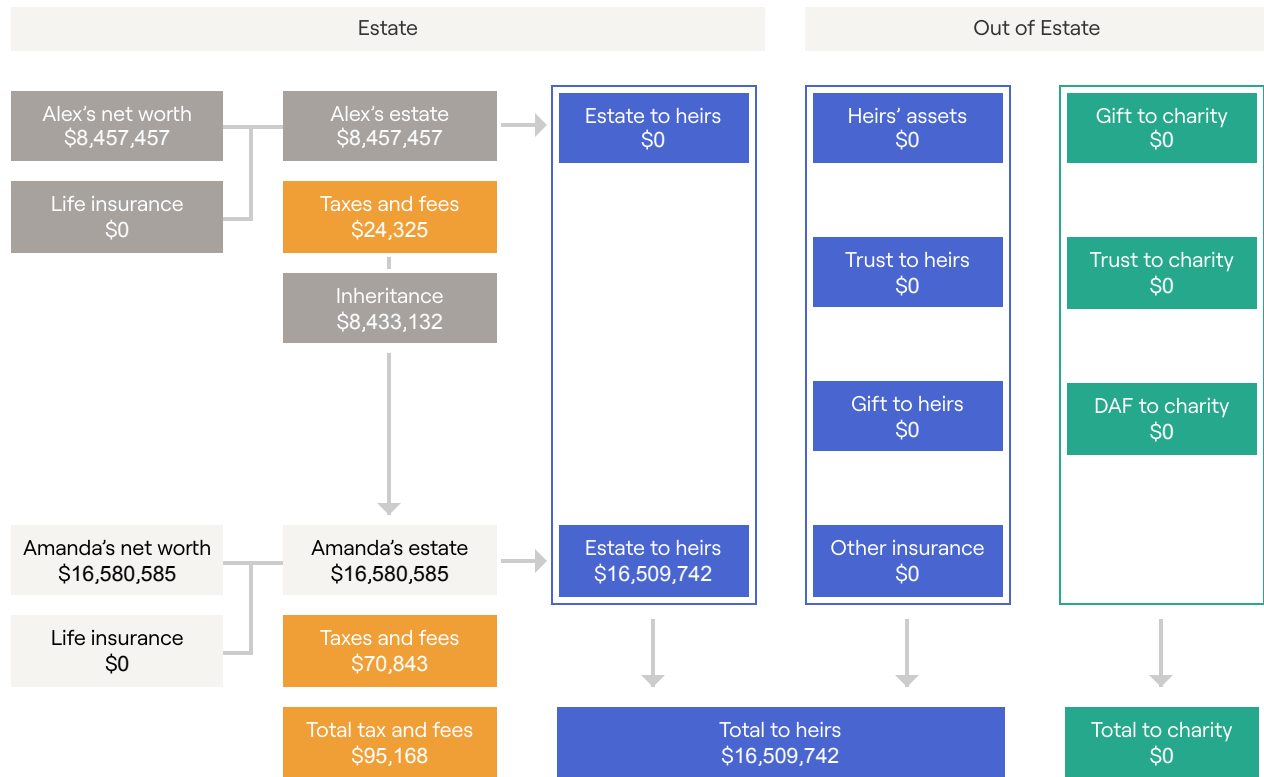 Estate
Out of Estate
Alex’s net worth
$8,457,457
Alex’s estate
$8,457,457
Estate to heirs
$0
Heirs’ assets
$0
Gift to charity
$0
Life insurance
$0
Taxes and fees
$24,325
Trust to heirs
$0
Trust to charity
$0
Inheritance
$8,433,132
Gift to heirs
$0
DAF to charity
$0
Amanda’s net worth
$16,580,585
Amanda’s estate
$16,580,585
Estate to heirs
$16,509,742
Other insurance
$0
Life insurance
$0
Taxes and fees
$70,843
Total tax and fees
$95,168
Total to heirs
$16,509,742
Total to charity
$0